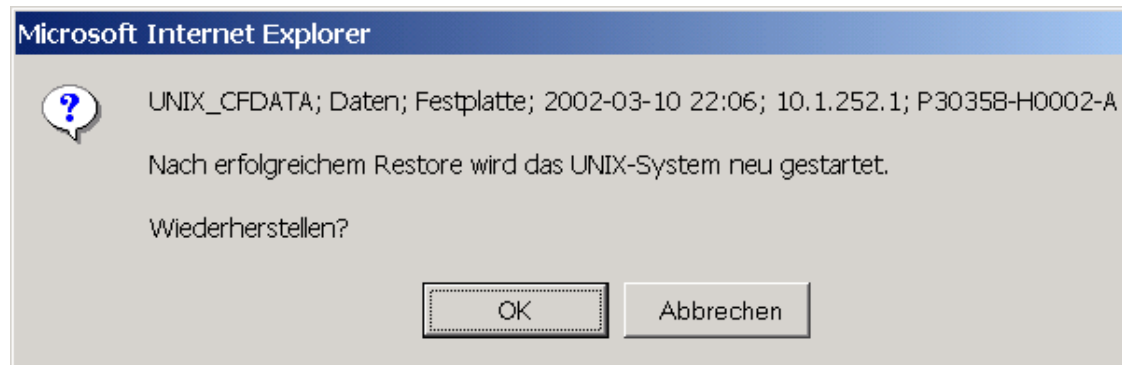 Microsoft Internet Explorer
UNIX_CFDATA; Daten; Festplatte; 2002-03-10 22:06; 10.1.252.1; P30358-H0002-A
Nach erfolgreichem Restore wird das UNIX-System neu gestartet.
Wiederherstellen?
OK
Abbrechen